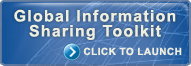 Global Information
Sharing Toolkit
CLICK TO LAUNCH